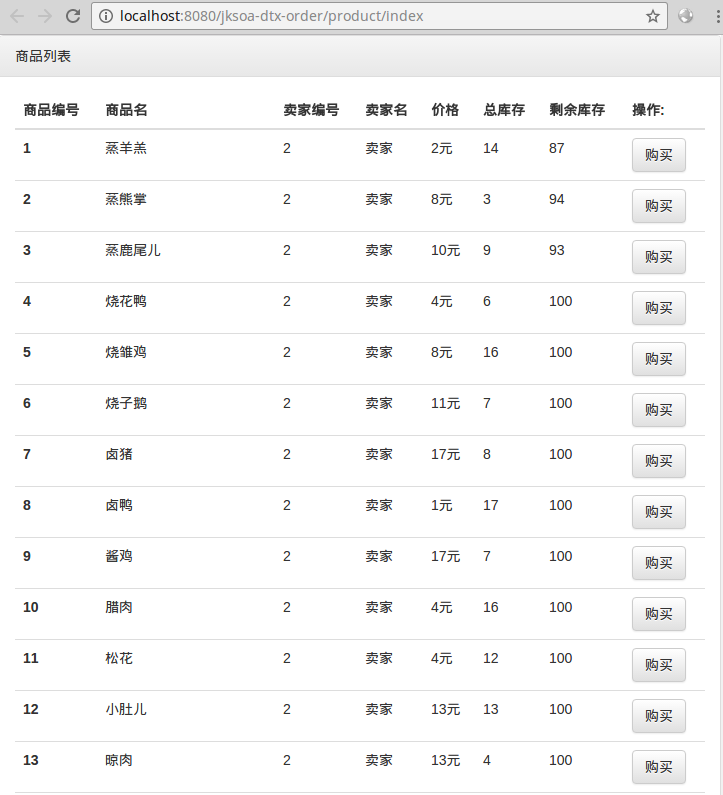 localhost:8080/jksoa-dtx-order/product/index
商品列表
商品编号 商品名 卖家编号 卖家名 价格 总库存 剩余库存 操作:
1 蒸羊羔 2 卖家 2元 14 87 购买
2 蒸熊掌 2 卖家 8元 3 94 购买
3 蒸鹿尾儿 2 卖家 10元 9 93 购买
4 烧花鸭 2 卖家 4元 6 100 购买
5 烧雏鸡 2 卖家 8元 16 100 购买
6 烧子鹅 2 卖家 11元 7 100 购买
7 卤猪 2 卖家 17元 8 100 购买
8 卤鸭 2 卖家 1元 17 100 购买
9 酱鸡 2 卖家 17元 7 100 购买
10 腊肉 2 卖家 4元 16 100 购买
11 松花 2 卖家 4元 12 100 购买
12 小肚儿 2 卖家 13元 13 100 购买
13 晾肉 2 卖家 13元 4 100 购买